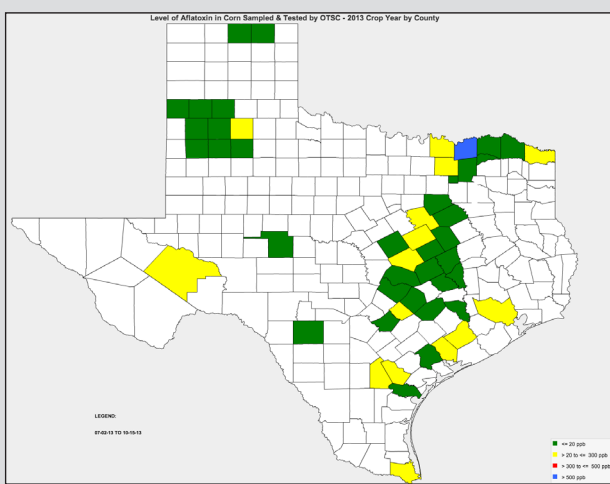 Level of Aflatoxin in Corn Sampled & Tested by OTSC - 2013 Crop Year by County
LEGEND:
07-02-13 TO 10-15-13
<= 20 ppb
> 20 to <= 300 ppb
> 300 to <= 500 ppb
> 500 ppb